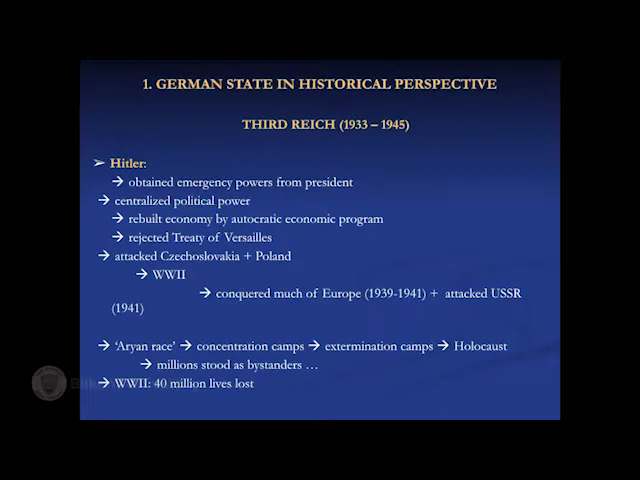 1. GERMAN STATE IN HISTORICAL PERSPECTIVE
THIRD REICH (1933 – 1945)
➢ Hitler:
→ obtained emergency powers from president
→ centralized political power
→ rebuilt economy by autocratic economic program
→ rejected Treaty of Versailles
→ attacked Czechoslovakia + Poland
→ WWII
→ conquered much of Europe (1939-1941) + attacked USSR
(1941)
→ ‘Aryan race’ → concentration camps → extermination camps → Holocaust
→ millions stood as bystanders …
→ WWII: 40 million lives lost